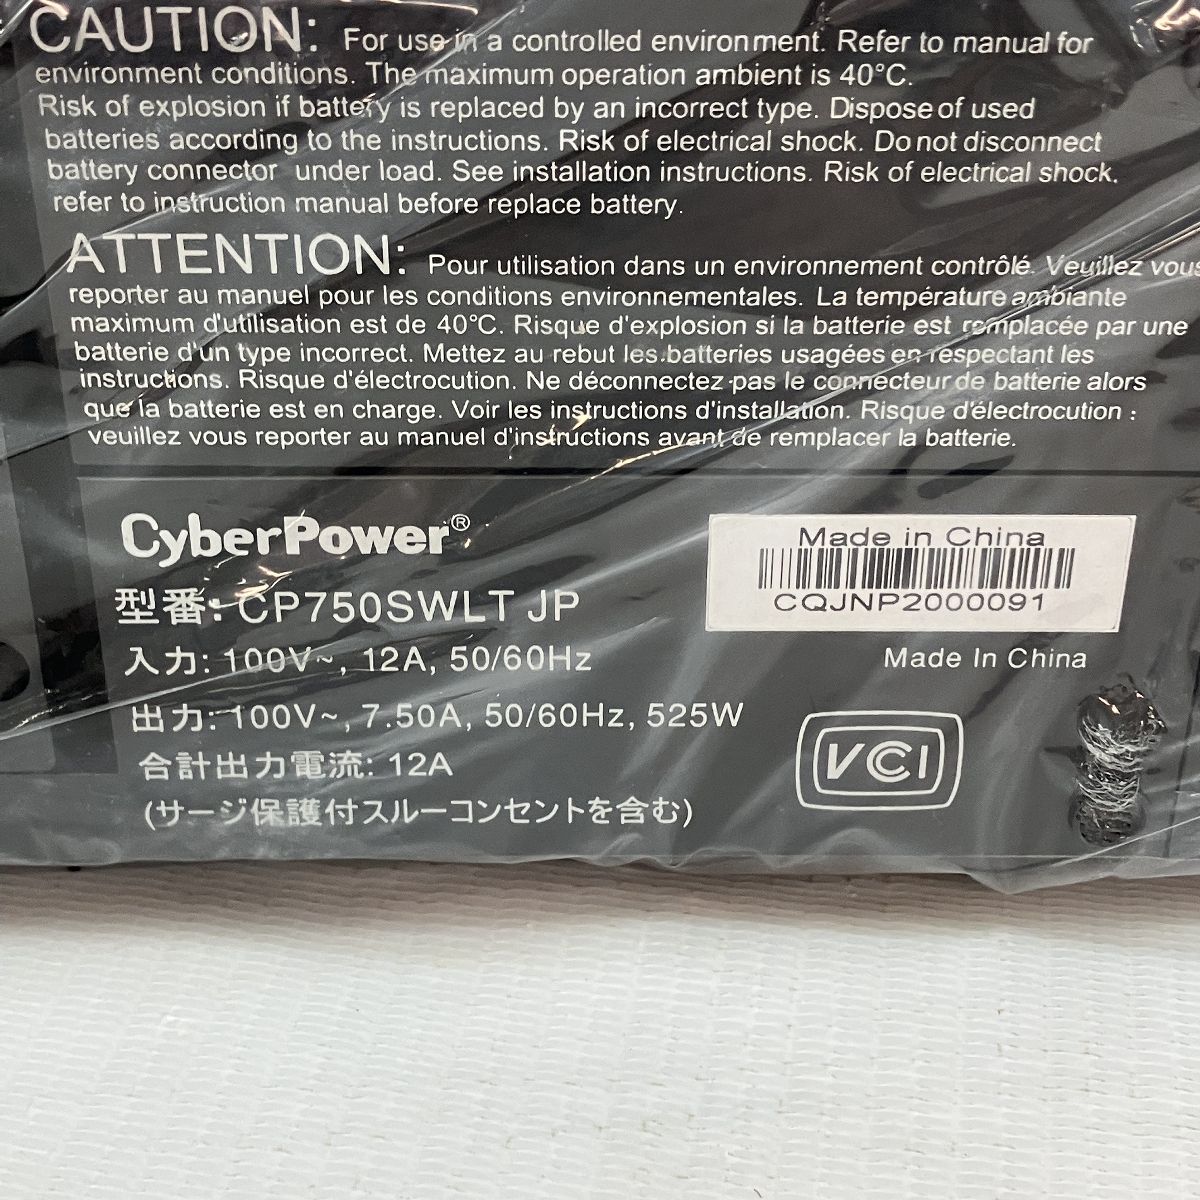 CAUTION: For use in a controlled environment. Refer to manual for
environment conditions. The maximum operation ambient is 40°C.
Risk of explosion if battery is replaced by an incorrect type. Dispose of used
batteries according to the instructions. Risk of electrical shock. Do not disconnect
battery connector under load. See installation instructions. Risk of electrical shock.
refer to instruction manual before replace battery.
ATTENTION: Pour utilisation dans un environnement contrôlé. Veuillez vous
reporter au manuel pour les conditions environnementales. La température ambiante
maximum d'utilisation est de 40°C. Risque d'explosion si la batterie est remplacée par une
batterie d'un type incorrect. Mettez au rebut les batteries usagées en respectant les
instructions. Risque d'électrocution. Ne déconnectez pas le connecteur de batterie alors
que la batterie est en charge. Voir les instructions d'installation. Risque d'électrocution :
veuillez vous reporter au manuel d'instructions avant de remplacer la batterie.
CyberPower®
型番: CP750SWLT JP
入力: 100V~, 12A, 50/60Hz
出力: 100V~, 7.50A, 50/60Hz, 525W
合計出力電流: 12A
(サージ保護付スルーコンセントを含む)
Made in China
CQJNP2000091
Made In China
VCCI